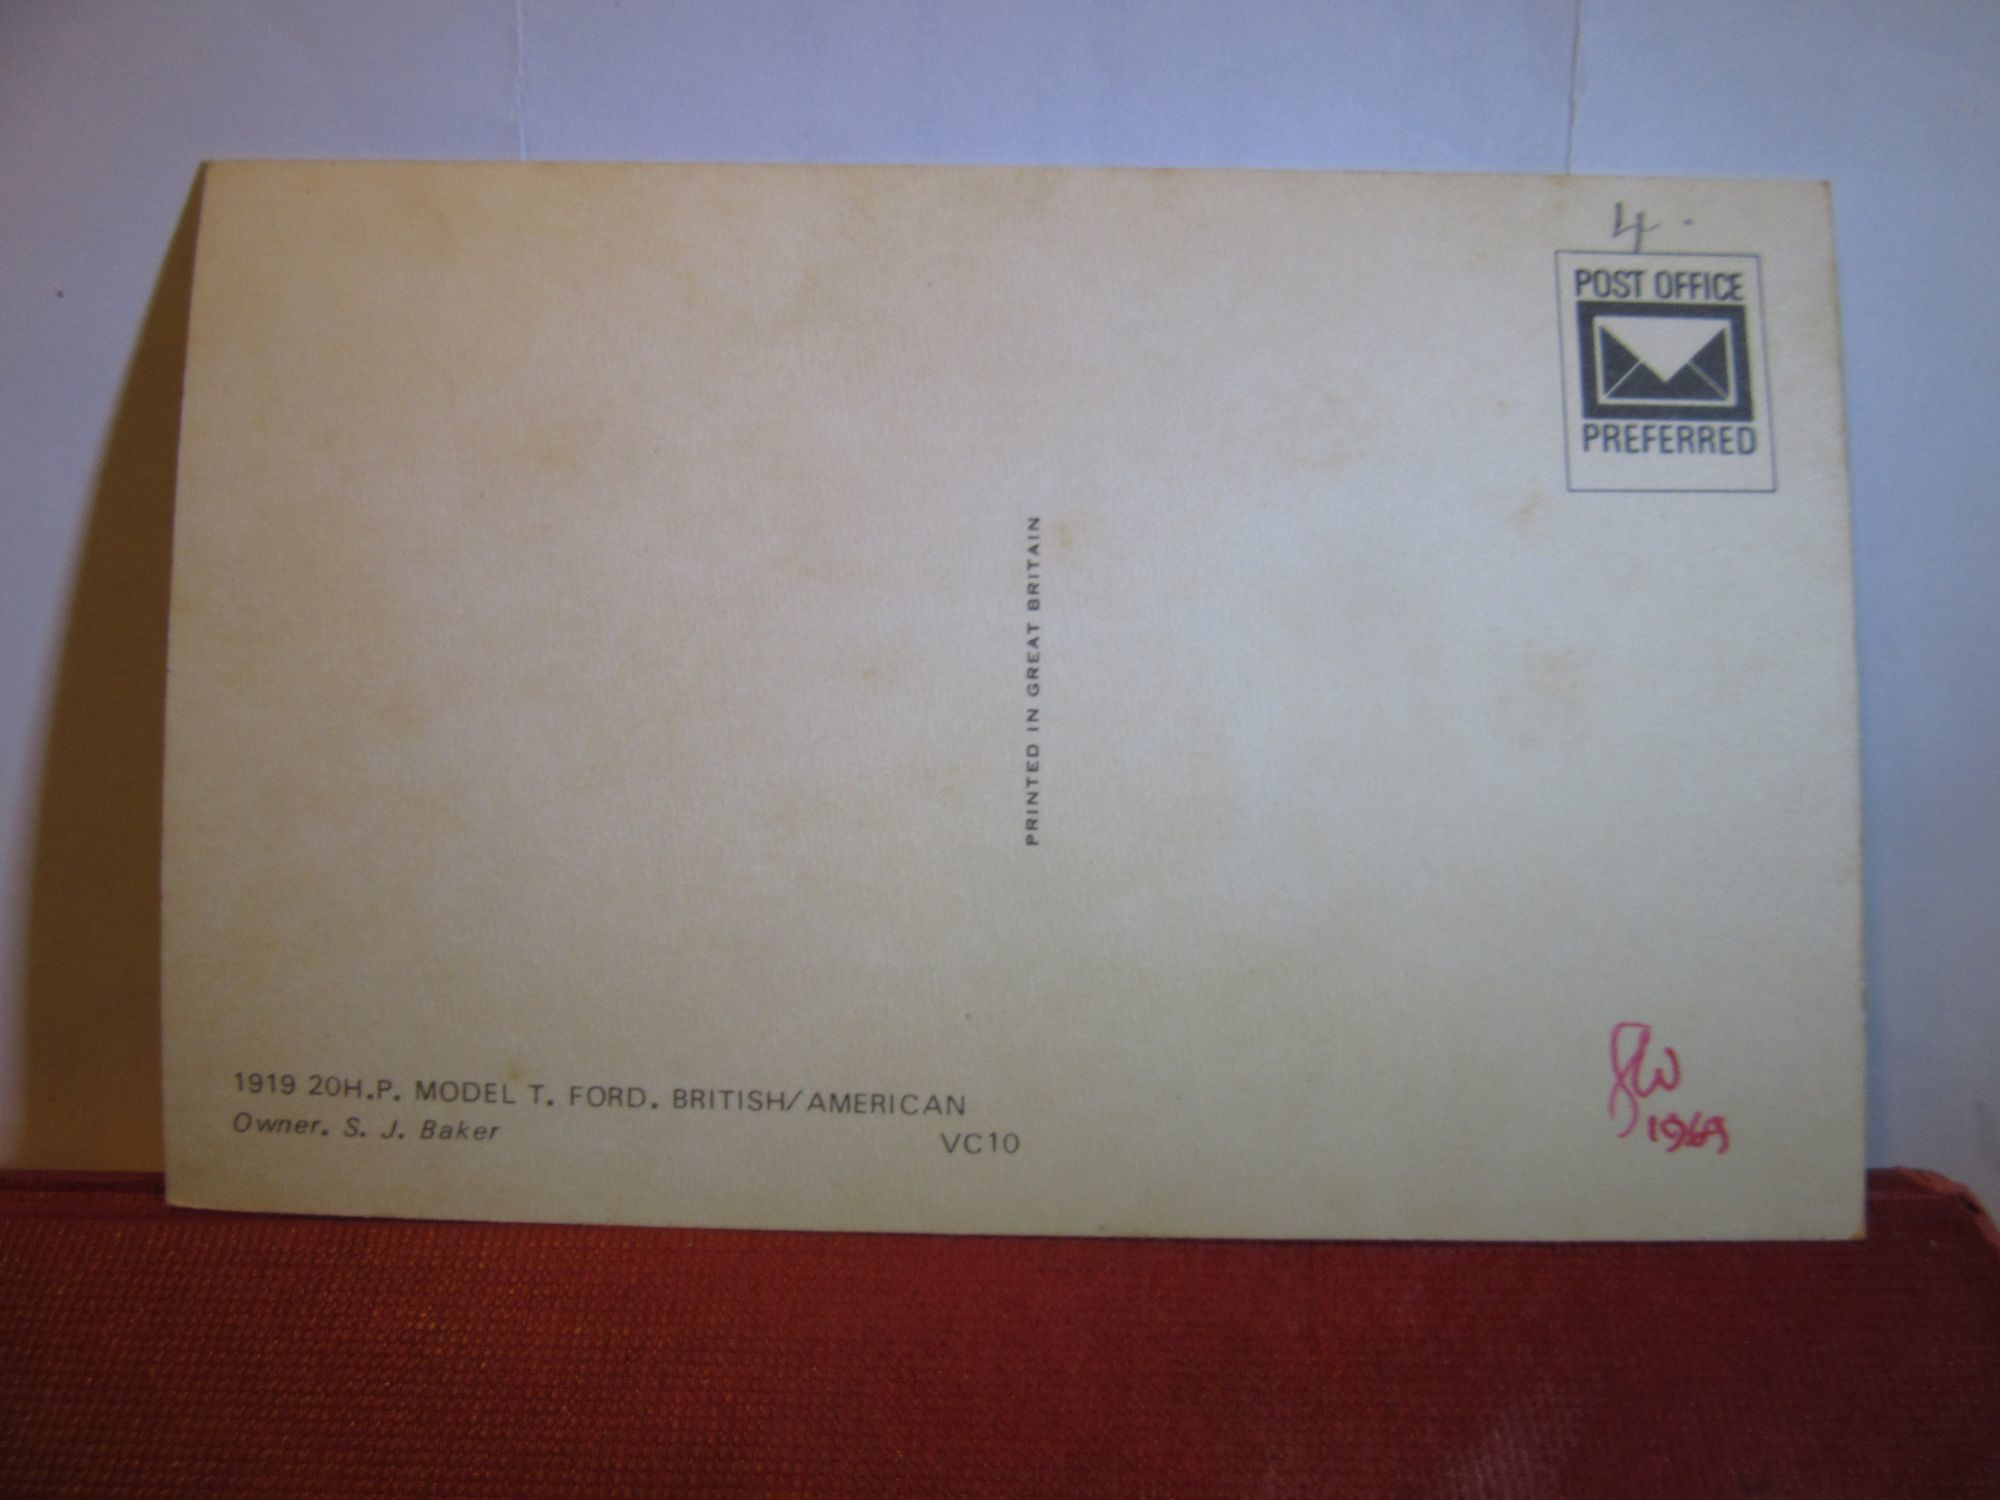 4.
POST OFFICE
PREFERRED
PRINTED IN GREAT BRITAIN
1919 20H.P. MODEL T. FORD. BRITISH/AMERICAN
Owner. S. J. Baker
VC10
1969